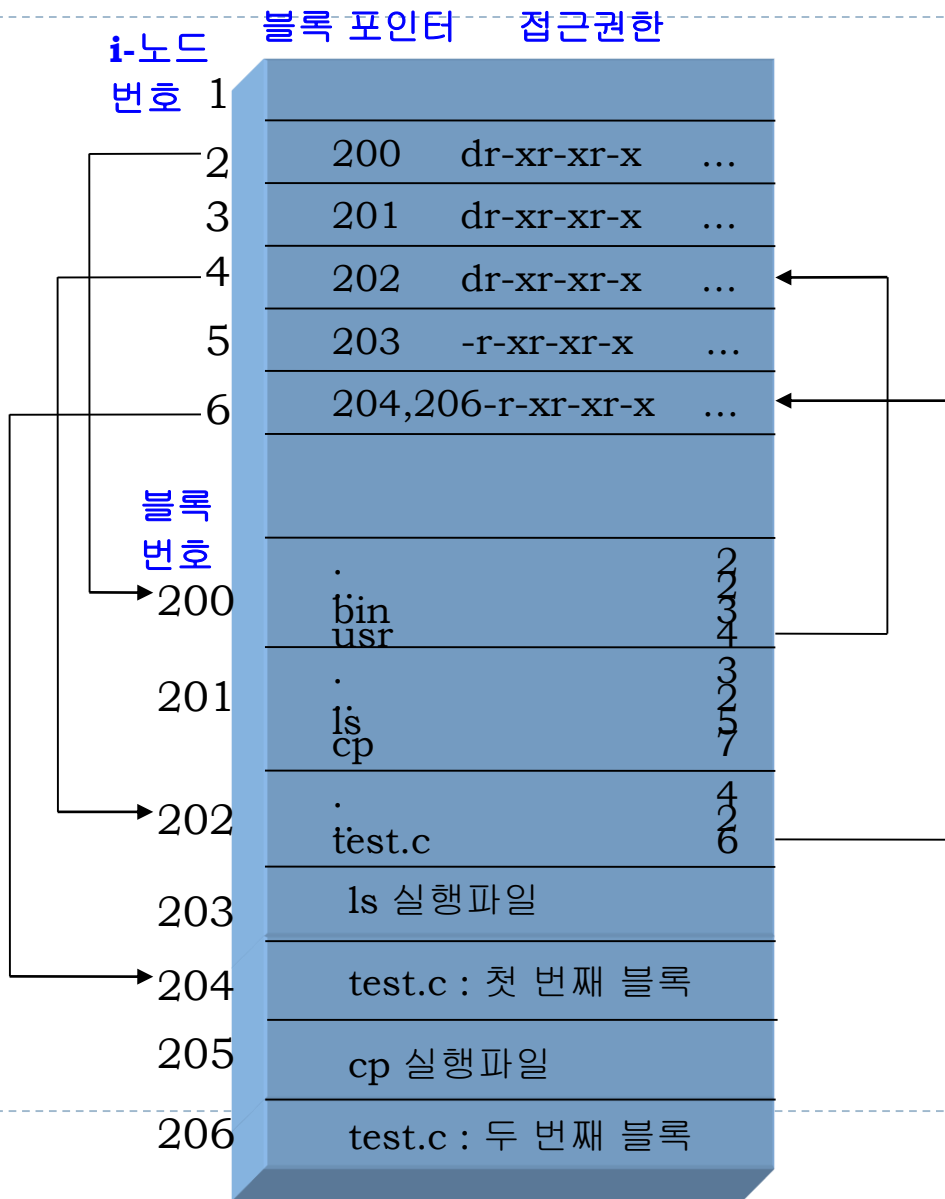 블록 포인터 접근권한
i-노드
번호 1
2 200 dr-xr-xr-x ...
3 201 dr-xr-xr-x ...
4 202 dr-xr-xr-x ...
5 203 -r-xr-xr-x ...
6 204,206-r-xr-xr-x ...
블록
번호
200
. 2
.. 2
bin 3
usr 4
201
. 3
.. 2
ls 5
cp 7
202
. 4
.. 2
test.c 6
203 ls 실행파일
204 test.c : 첫 번째 블록
205 cp 실행파일
206 test.c : 두 번째 블록